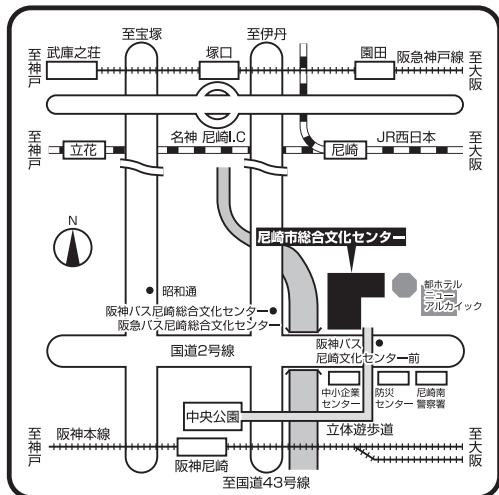 至宝塚
至伊丹
至神戸
武庫之荘
塚口
園田
阪急神戸線
至大阪
至神戸
立花
名神 尼崎I.C
尼崎
JR西日本
至大阪
N
尼崎市総合文化センター
都ホテル
ニュー
アルカイック
昭和通
阪神バス尼崎総合文化センター
阪急バス尼崎総合文化センター
国道2号線
阪神バス
尼崎文化センター前
中小企業
センター
防災
センター
尼崎南
警察署
中央公園
立体遊歩道
至神戸
阪神本線
阪神尼崎
至大阪
至国道43号線